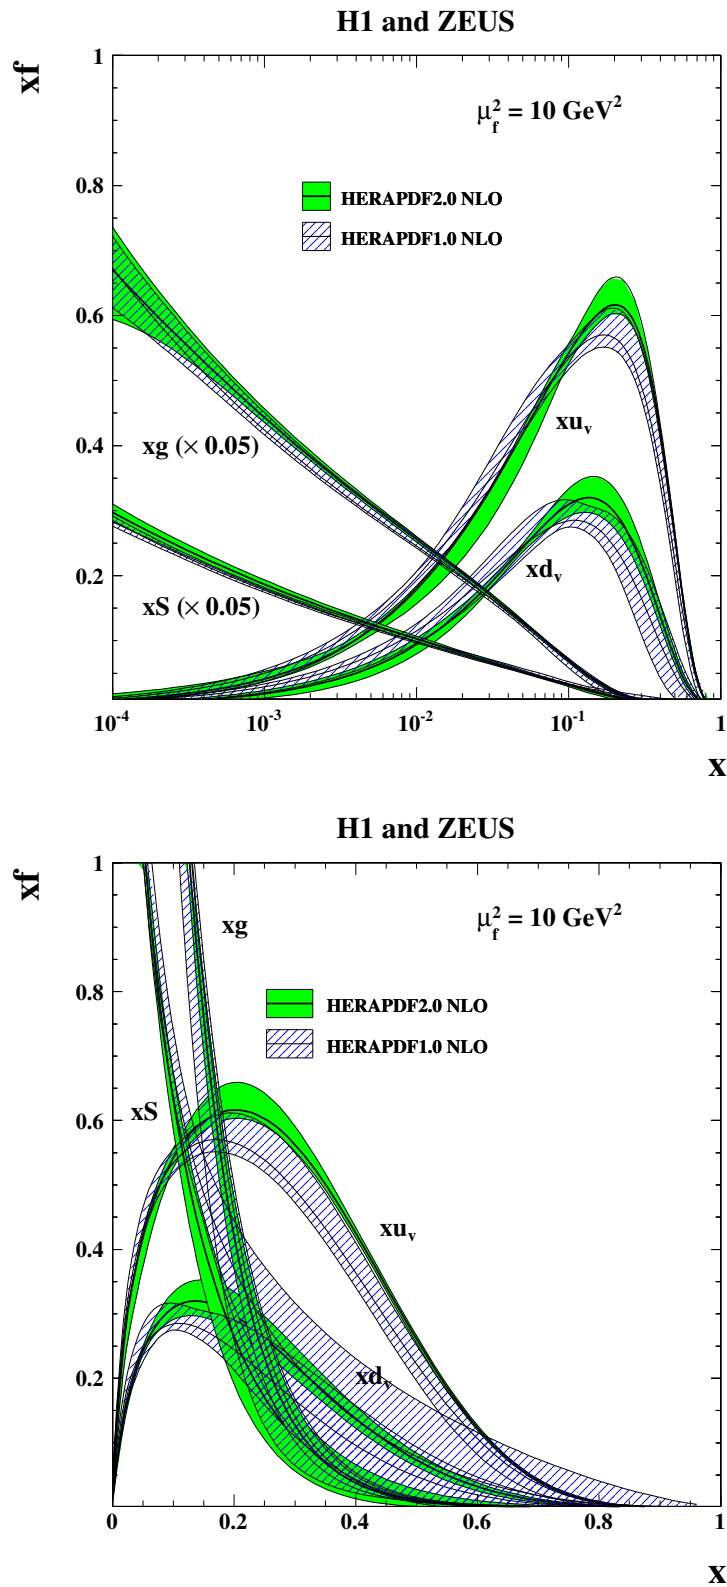 H1 and ZEUS
xf
1
μ_f^2 = 10 GeV^2
0.8
HERAPDF2.0 NLO
HERAPDF1.0 NLO
0.6
xg (× 0.05)
xu_v
0.4
xS (× 0.05)
xd_v
0.2
10^-4
10^-3
10^-2
10^-1
1
x
H1 and ZEUS
xf
1
xg
μ_f^2 = 10 GeV^2
0.8
HERAPDF2.0 NLO
HERAPDF1.0 NLO
xS
0.6
xu_v
0.4
xd_v
0.2
0
0.2
0.4
0.6
0.8
1
x